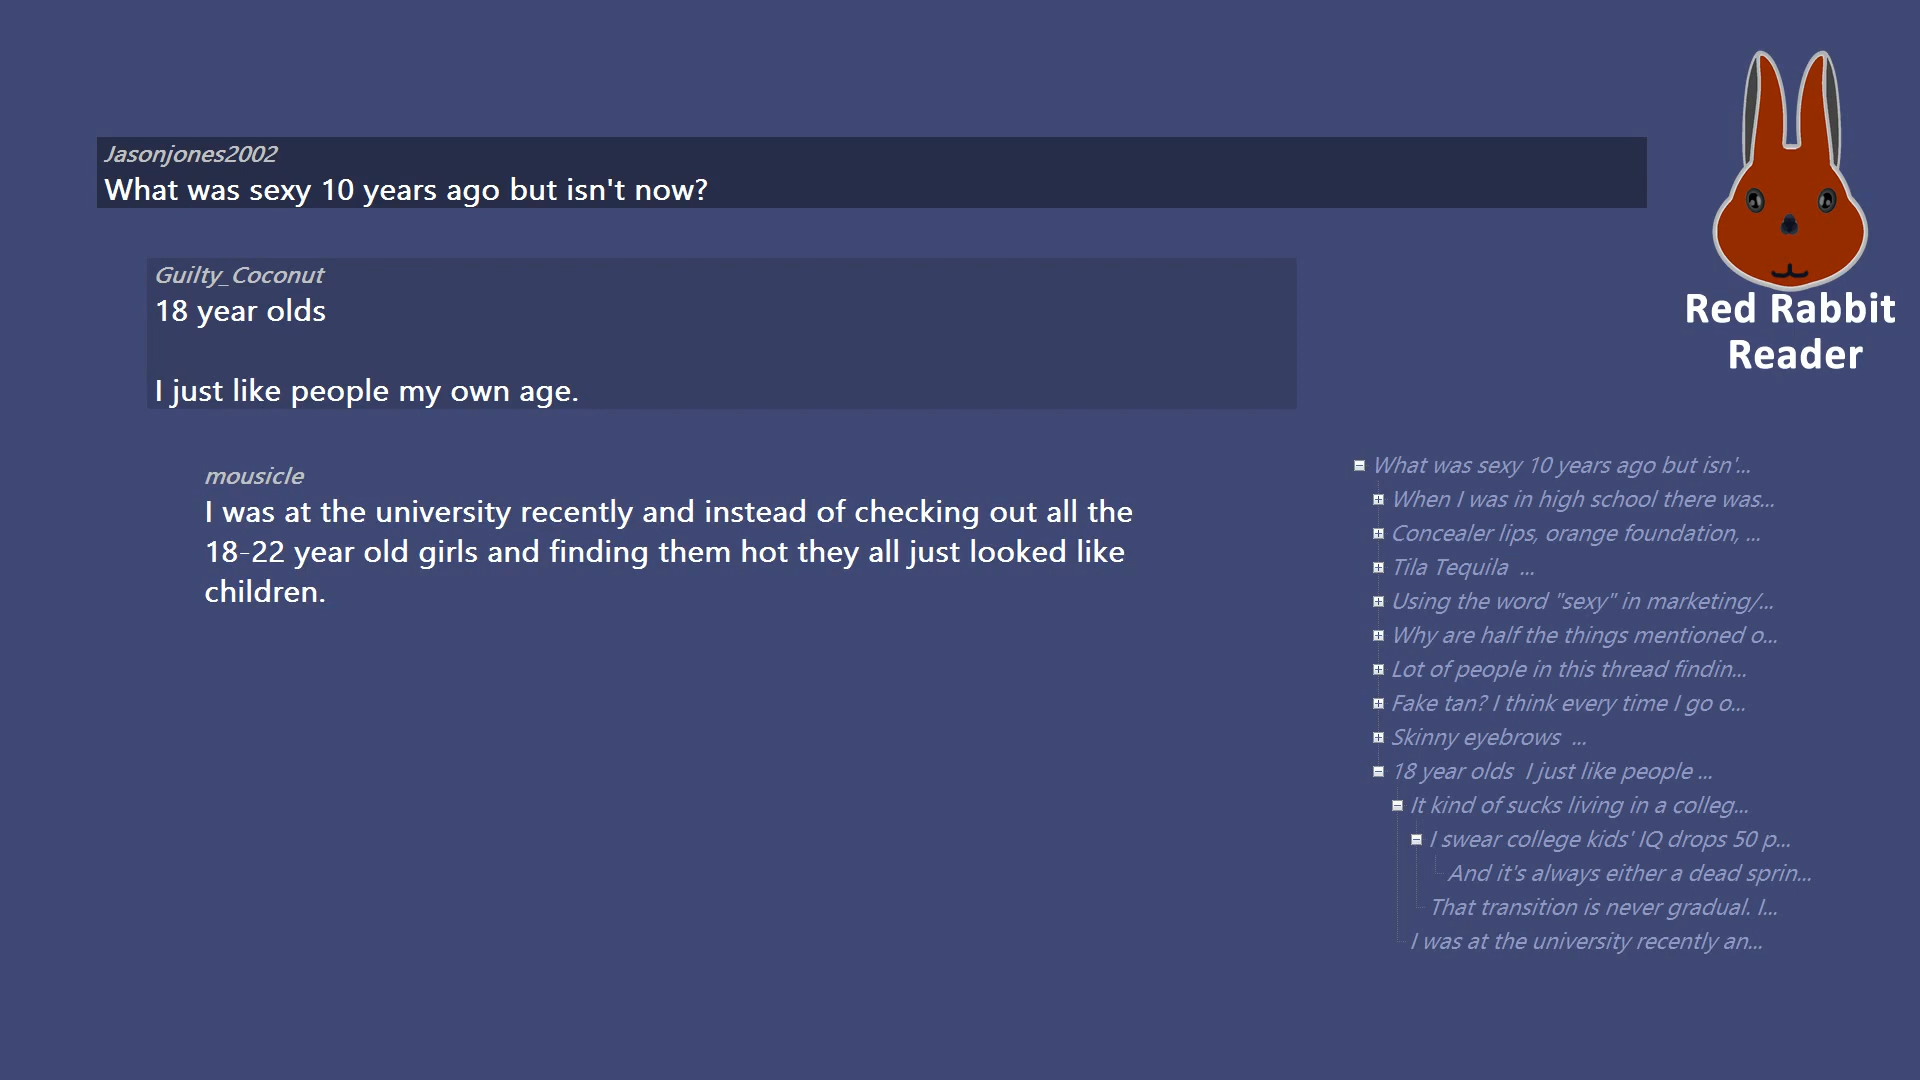 Jasonjones2002
What was sexy 10 years ago but isn't now?
Guilty_Coconut
18 year olds
I just like people my own age.
mousicle
I was at the university recently and instead of checking out all the
18-22 year old girls and finding them hot they all just looked like
children.
Red Rabbit
Reader
What was sexy 10 years ago but isn'...
When I was in high school there was...
Concealer lips, orange foundation, ...
Tila Tequila ...
Using the word "sexy" in marketing/...
Why are half the things mentioned o...
Lot of people in this thread findin...
Fake tan? I think every time I go o...
Skinny eyebrows ...
18 year olds I just like people ...
It kind of sucks living in a colleg...
I swear college kids' IQ drops 50 p...
And it's always either a dead sprin...
That transition is never gradual. I...
I was at the university recently an...